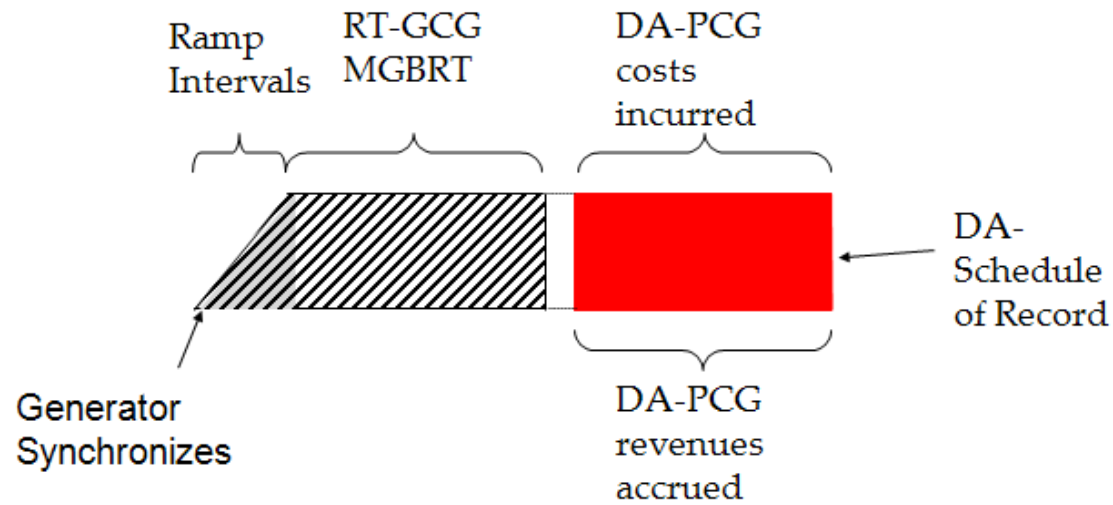 Ramp
Intervals
RT-GCG
MGBRT
DA-PCG
costs
incurred
DA-
Schedule
of Record
Generator
Synchronizes
DA-PCG
revenues
accrued